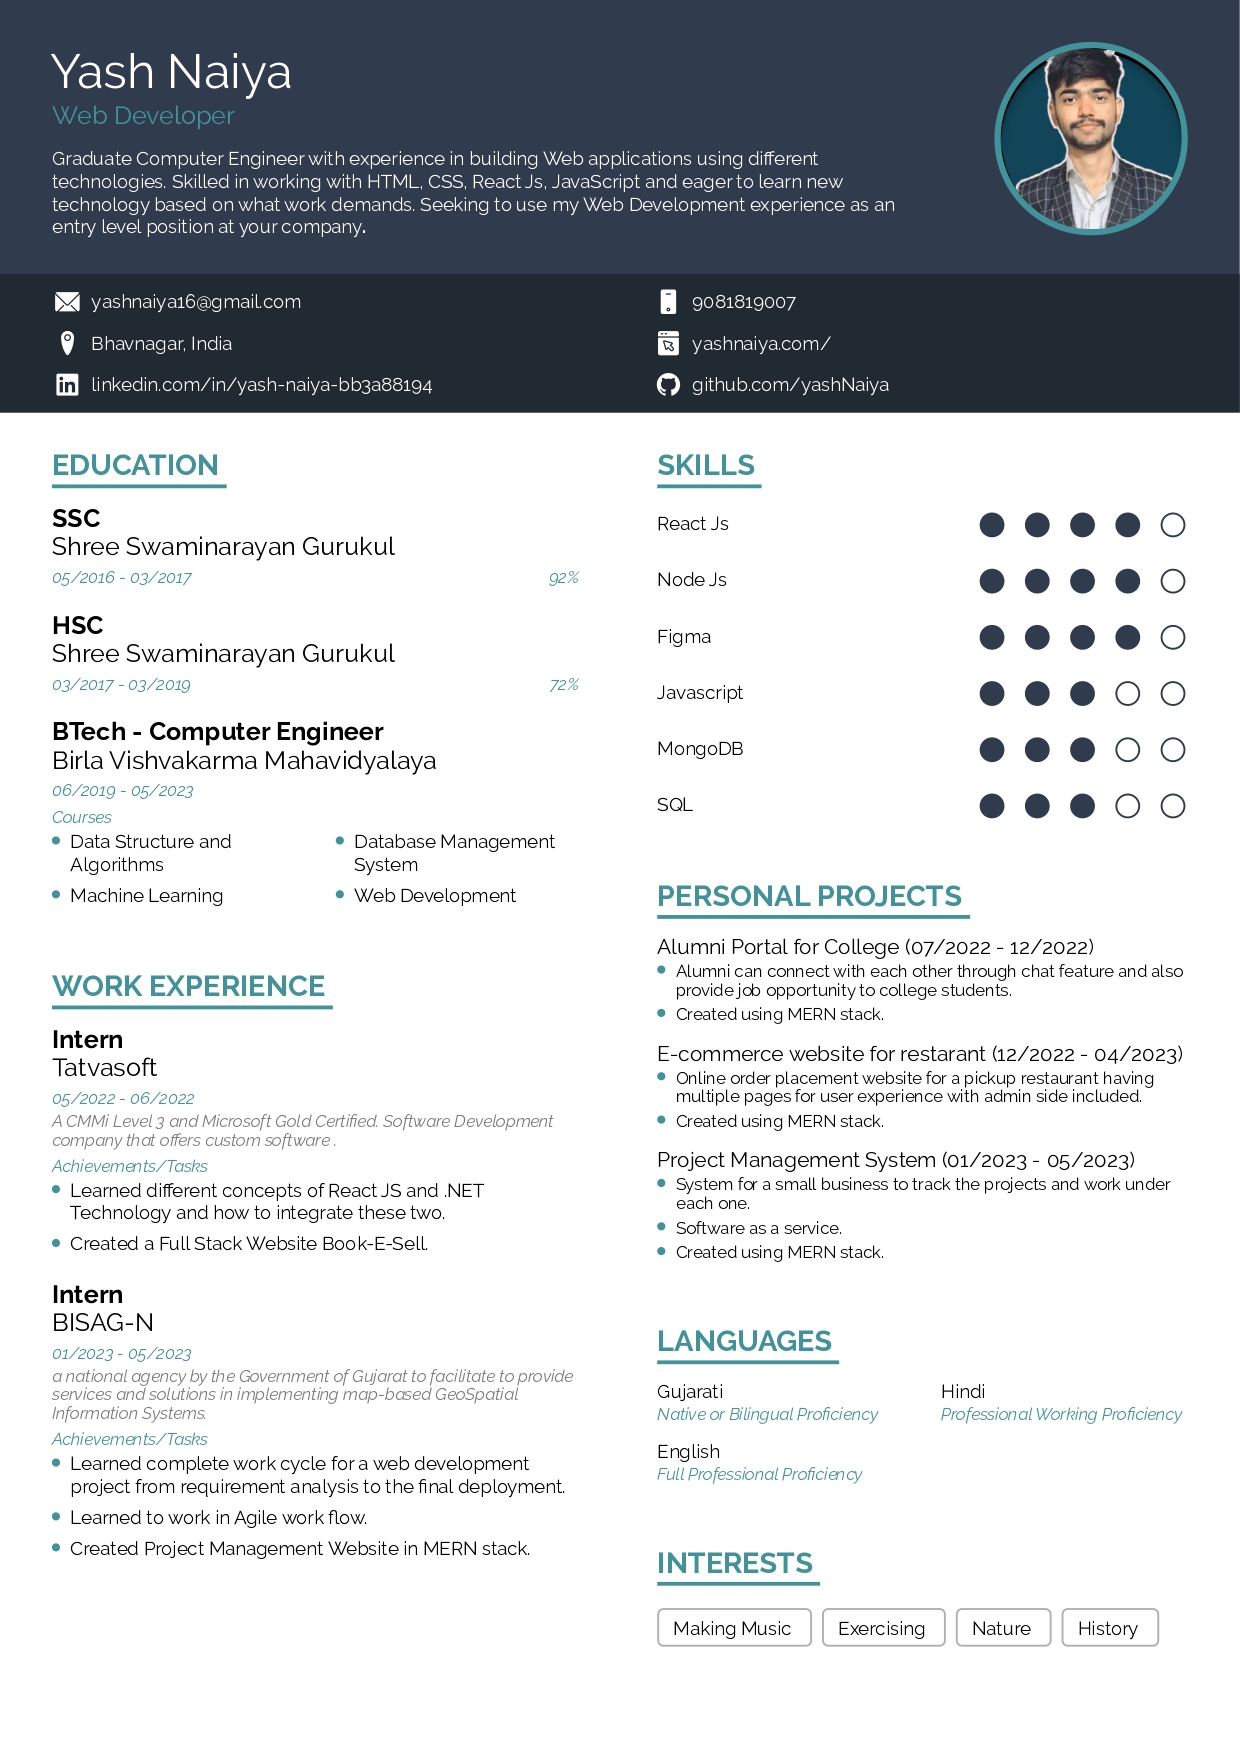 Yash Naiya
Web Developer
Graduate Computer Engineer with experience in building Web applications using different
technologies. Skilled in working with HTML, CSS, React Js, JavaScript and eager to learn new
technology based on what work demands. Seeking to use my Web Development experience as an
entry level position at your company.
yashnaiya16@gmail.com
9081819007
Bhavnagar, India
yashnaiya.com/
linkedin.com/in/yash-naiya-bb3a88194
github.com/yashNaiya
EDUCATION
SSC
Shree Swaminarayan Gurukul
05/2016 - 03/2017 92%
HSC
Shree Swaminarayan Gurukul
03/2017 - 03/2019 72%
BTech - Computer Engineer
Birla Vishvakarma Mahavidyalaya
06/2019 - 05/2023
Courses
Data Structure and
Algorithms
Database Management
System
Machine Learning
Web Development
WORK EXPERIENCE
Intern
Tatvasoft
05/2022 - 06/2022
A CMMi Level 3 and Microsoft Gold Certified. Software Development
company that offers custom software .
Achievements/Tasks
Learned different concepts of React JS and .NET
Technology and how to integrate these two.
Created a Full Stack Website Book-E-Sell.
Intern
BISAG-N
01/2023 - 05/2023
a national agency by the Government of Gujarat to facilitate to provide
services and solutions in implementing map-based GeoSpatial
Information Systems.
Achievements/Tasks
Learned complete work cycle for a web development
project from requirement analysis to the final deployment.
Learned to work in Agile work flow.
Created Project Management Website in MERN stack.
SKILLS
React Js
Node Js
Figma
Javascript
MongoDB
SQL
PERSONAL PROJECTS
Alumni Portal for College (07/2022 - 12/2022)
Alumni can connect with each other through chat feature and also
provide job opportunity to college students.
Created using MERN stack.
E-commerce website for restarant (12/2022 - 04/2023)
Online order placement website for a pickup restaurant having
multiple pages for user experience with admin side included.
Created using MERN stack.
Project Management System (01/2023 - 05/2023)
System for a small business to track the projects and work under
each one.
Software as a service.
Created using MERN stack.
LANGUAGES
Gujarati
Native or Bilingual Proficiency
Hindi
Professional Working Proficiency
English
Full Professional Proficiency
INTERESTS
Making Music
Exercising
Nature
History